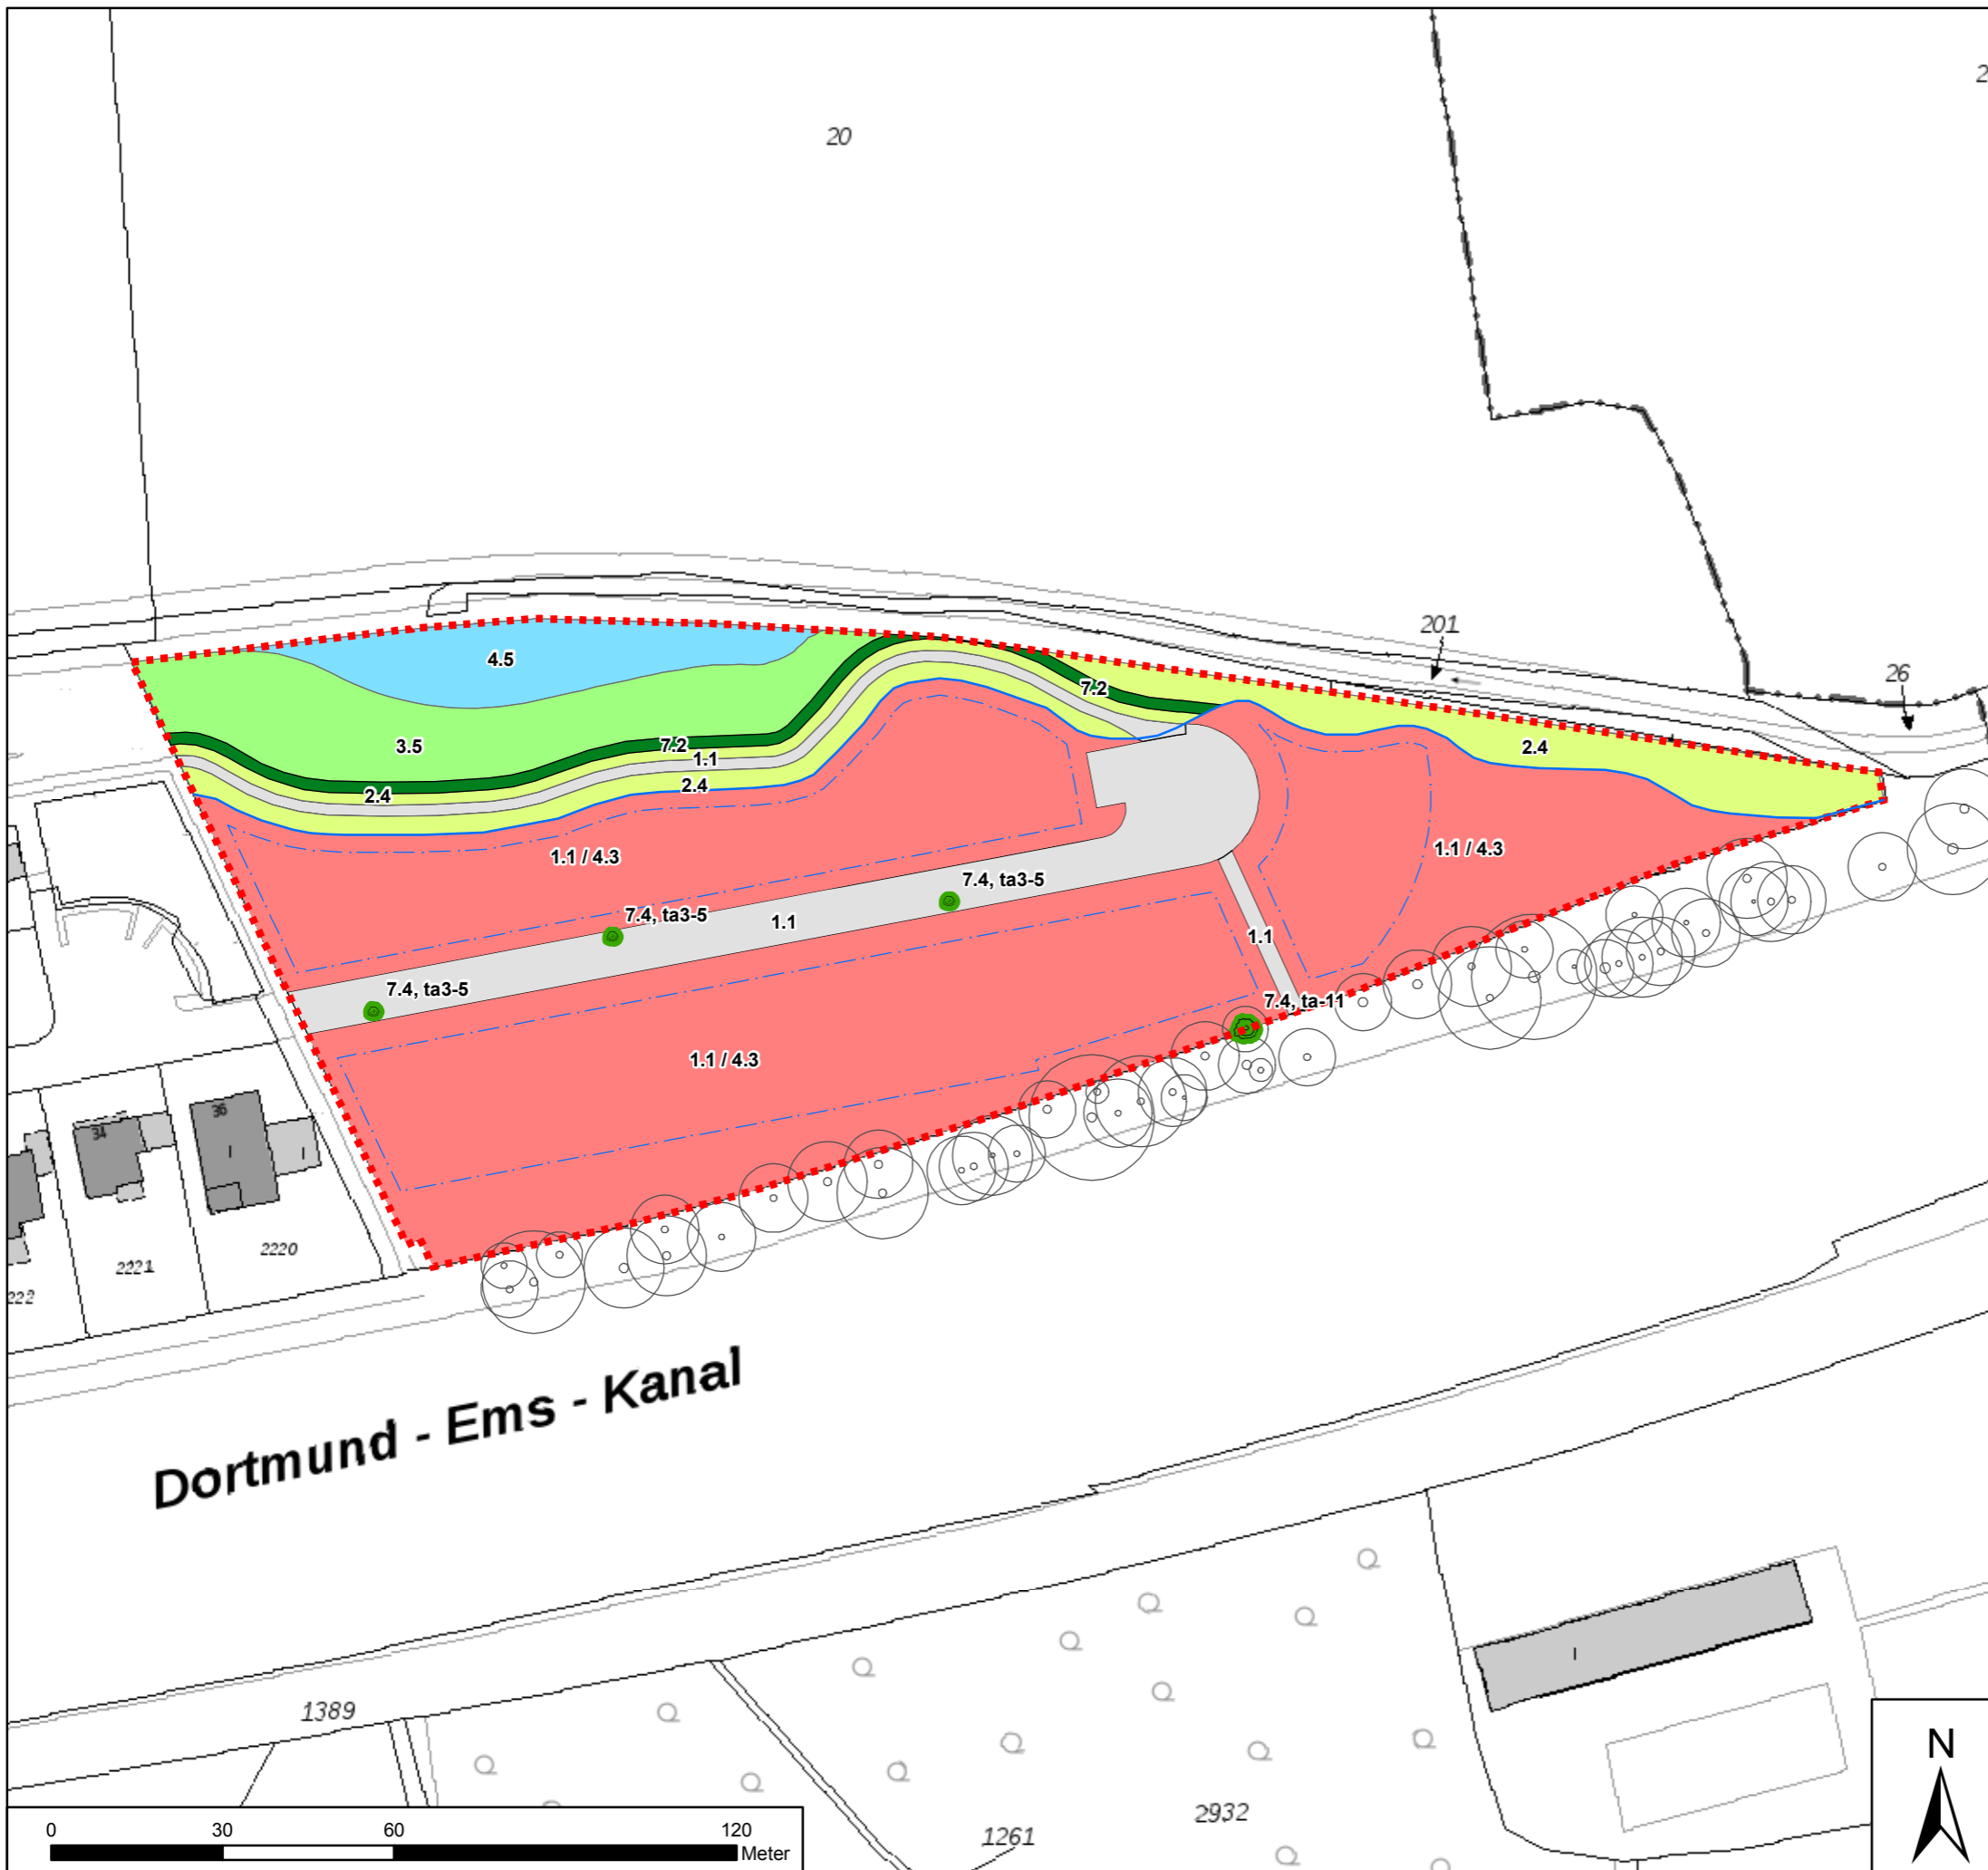 20
2
201
26
4.5
7.2
3.5
7.2
1.1
2.4
2.4
2.4
1.1 / 4.3
1.1 / 4.3
7.4, ta3-5
7.4, ta3-5
1.1
1.1
7.4, ta3-5
7.4, ta-11
1.1 / 4.3
36
34
I
I
2220
2221
222
Dortmund - Ems - Kanal
I
1389
2932
1261
N
0 30 60 120
Meter